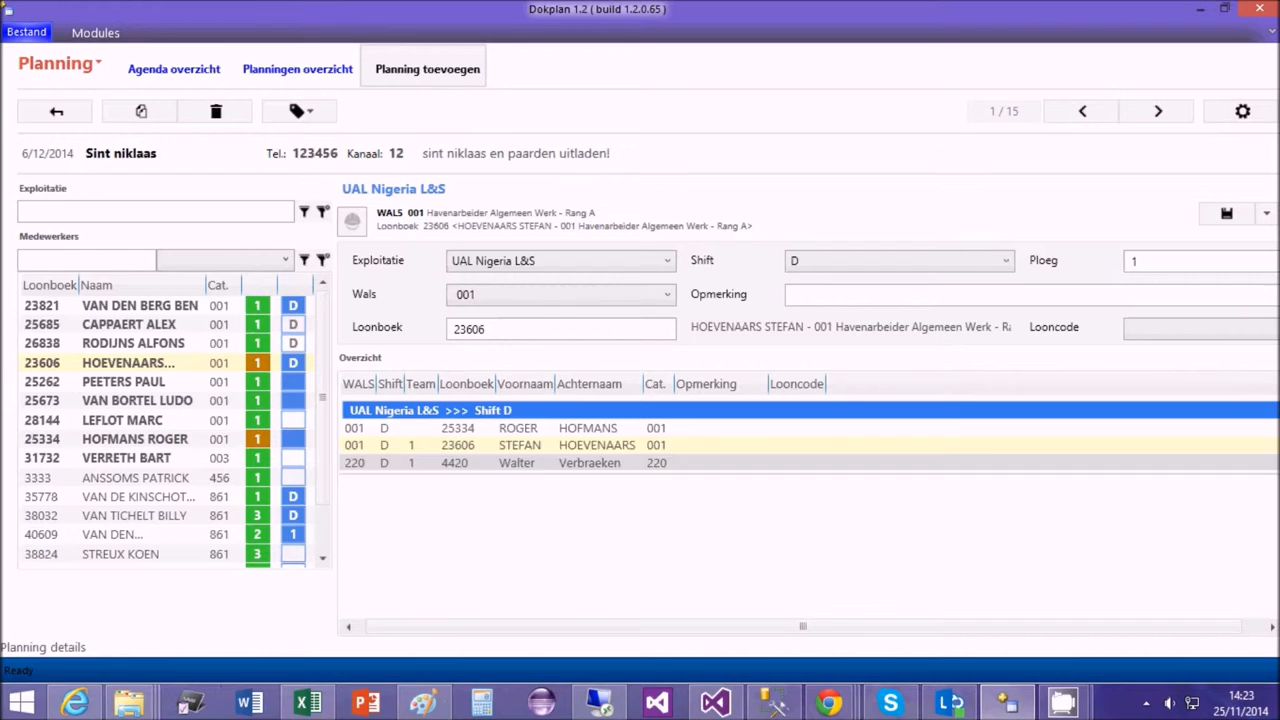 Dokplan 1.2 ( build 1.2.0.65 )
Bestand Modules
Planning Agenda overzicht Planningen overzicht Planning toevoegen
1 / 15
6/12/2014 Sint niklaas Tel.: 123456 Kanaal: 12 sint niklaas en paarden uitladen!
Exploitatie
Medewerkers
Loonboek Naam Cat.
23821 VAN DEN BERG BEN 001 1 D
25685 CAPPAERT ALEX 001 1 D
26838 RODIJNS ALFONS 001 1 D
23606 HOEVENAARS... 001 1 D
25262 PEETERS PAUL 001 1
25673 VAN BORTEL LUDO 001 1
28144 LEFLOT MARC 001 1
25334 HOFMANS ROGER 001 1
31732 VERRETH BART 003 1
3333 ANSSOMS PATRICK 456 1
35778 VAN DE KINSCHOT... 861 1 D
38032 VAN TICHELT BILLY 861 3 D
40609 VAN DEN... 861 2 1
38824 STREUX KOEN 861 3
UAL Nigeria L&S
WALS 001 Havenarbeider Algemeen Werk - Rang A
Loonboek 23606 <HOEVENAARS STEFAN - 001 Havenarbeider Algemeen Werk - Rang A>
Exploitatie UAL Nigeria L&S Shift D Ploeg 1
Wals 001 Opmerking
Loonboek 23606 HOEVENAARS STEFAN - 001 Havenarbeider Algemeen Werk - Ra Looncode
Overzicht
WALS Shift Team Loonboek Voornaam Achternaam Cat. Opmerking Looncode
UAL Nigeria L&S >>> Shift D
001 D 25334 ROGER HOFMANS 001
001 D 1 23606 STEFAN HOEVENAARS 001
220 D 1 4420 Walter Verbraeken 220
Planning details
Ready
14:23
25/11/2014